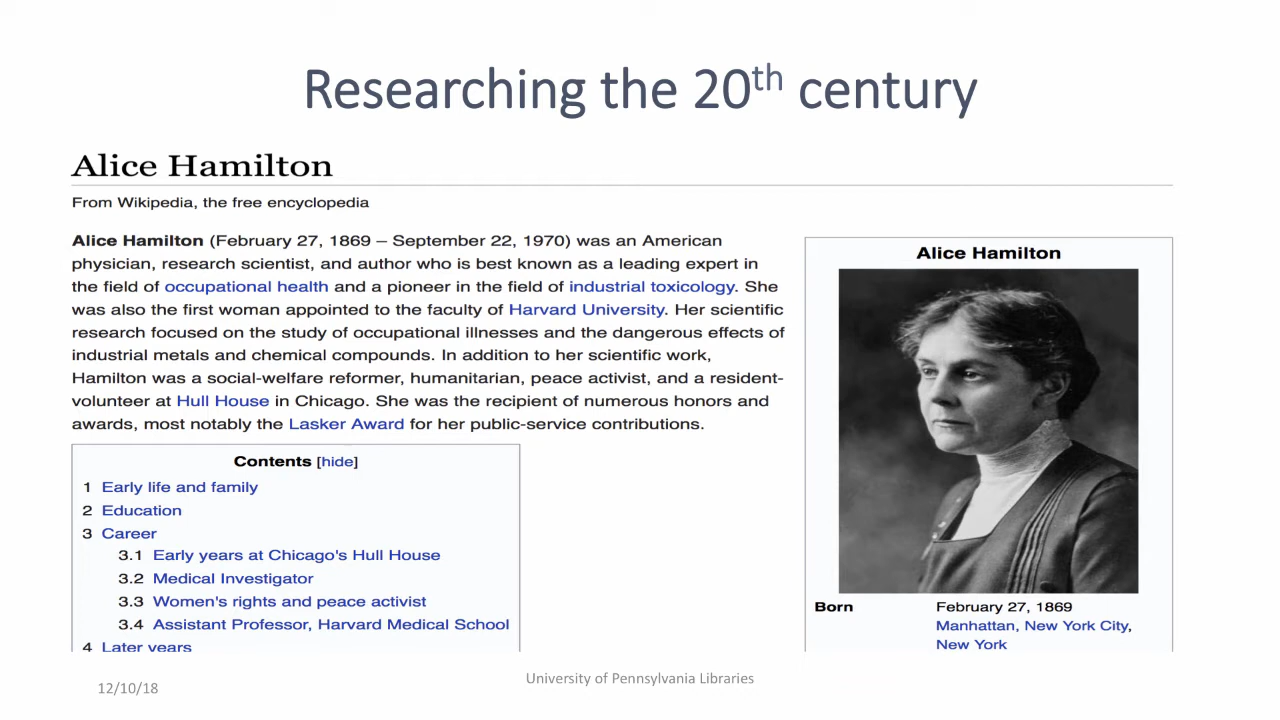 Researching the 20th century
Alice Hamilton
From Wikipedia, the free encyclopedia
Alice Hamilton (February 27, 1869 – September 22, 1970) was an American
physician, research scientist, and author who is best known as a leading expert in
the field of occupational health and a pioneer in the field of industrial toxicology. She
was also the first woman appointed to the faculty of Harvard University. Her scientific
research focused on the study of occupational illnesses and the dangerous effects of
industrial metals and chemical compounds. In addition to her scientific work,
Hamilton was a social-welfare reformer, humanitarian, peace activist, and a resident-
volunteer at Hull House in Chicago. She was the recipient of numerous honors and
awards, most notably the Lasker Award for her public-service contributions.
Contents [hide]
1 Early life and family
2 Education
3 Career
3.1 Early years at Chicago's Hull House
3.2 Medical Investigator
3.3 Women's rights and peace activist
3.4 Assistant Professor, Harvard Medical School
4 Later years
Alice Hamilton
Born February 27, 1869
Manhattan, New York City,
New York
12/10/18
University of Pennsylvania Libraries